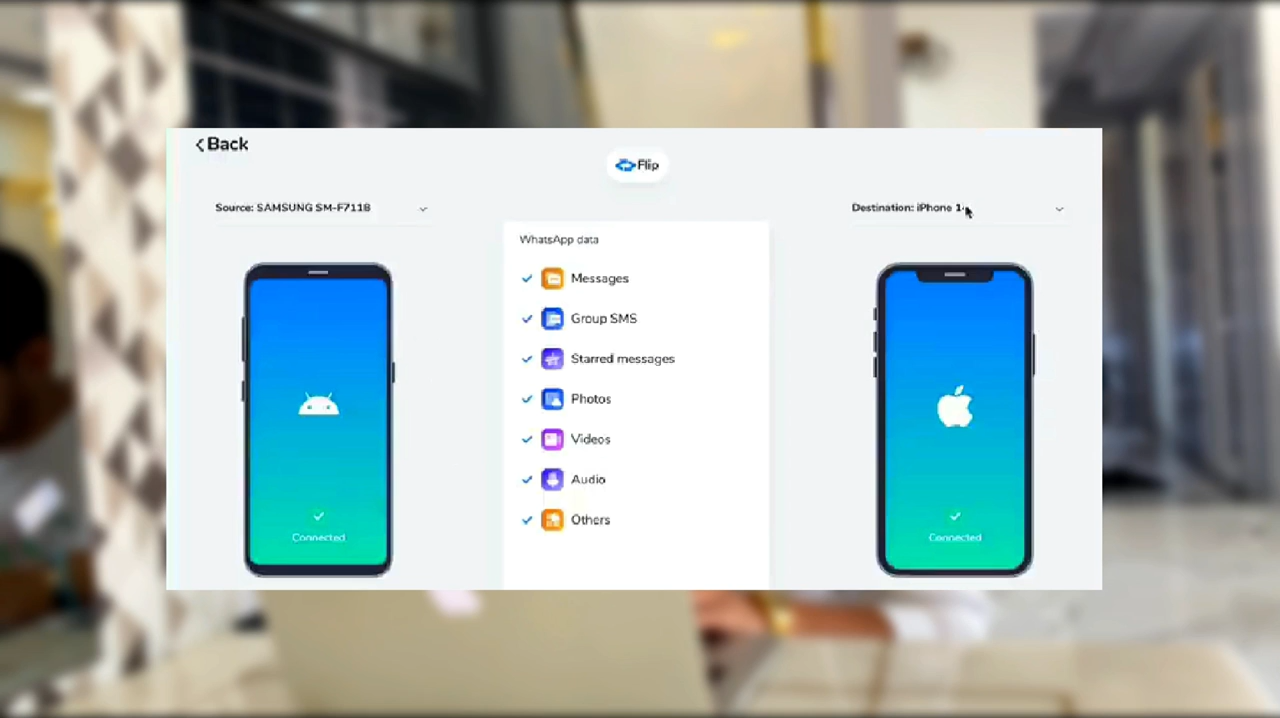 Back
Flip
Source: SAMSUNG SM-F711B
Destination: iPhone
WhatsApp data
Messages
Group SMS
Starred messages
Photos
Videos
Audio
Others
Connected
Connected